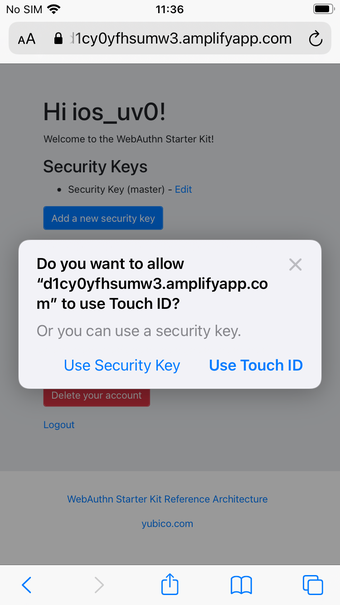 No SIM 11:36
AA d1cy0yfhsumw3.amplifyapp.com
Hi ios_uv0!
Welcome to the WebAuthn Starter Kit!
Security Keys
• Security Key (master) - Edit
Add a new security key
Do you want to allow
“d1cy0yfhsumw3.amplifyapp.co
m” to use Touch ID?
Or you can use a security key.
Use Security Key Use Touch ID
Delete your account
Logout
WebAuthn Starter Kit Reference Architecture
yubico.com